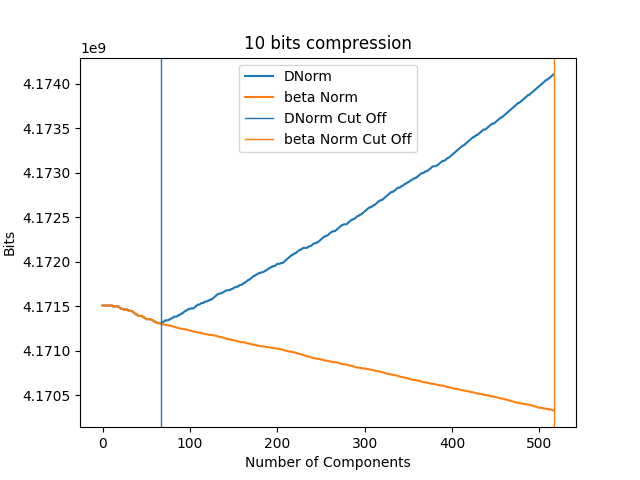 10 bits compression
1e9
DNorm
beta Norm
DNorm Cut Off
beta Norm Cut Off
4.1740
4.1735
4.1730
4.1725
4.1720
4.1715
4.1710
4.1705
Bits
0 100 200 300 400 500
Number of Components